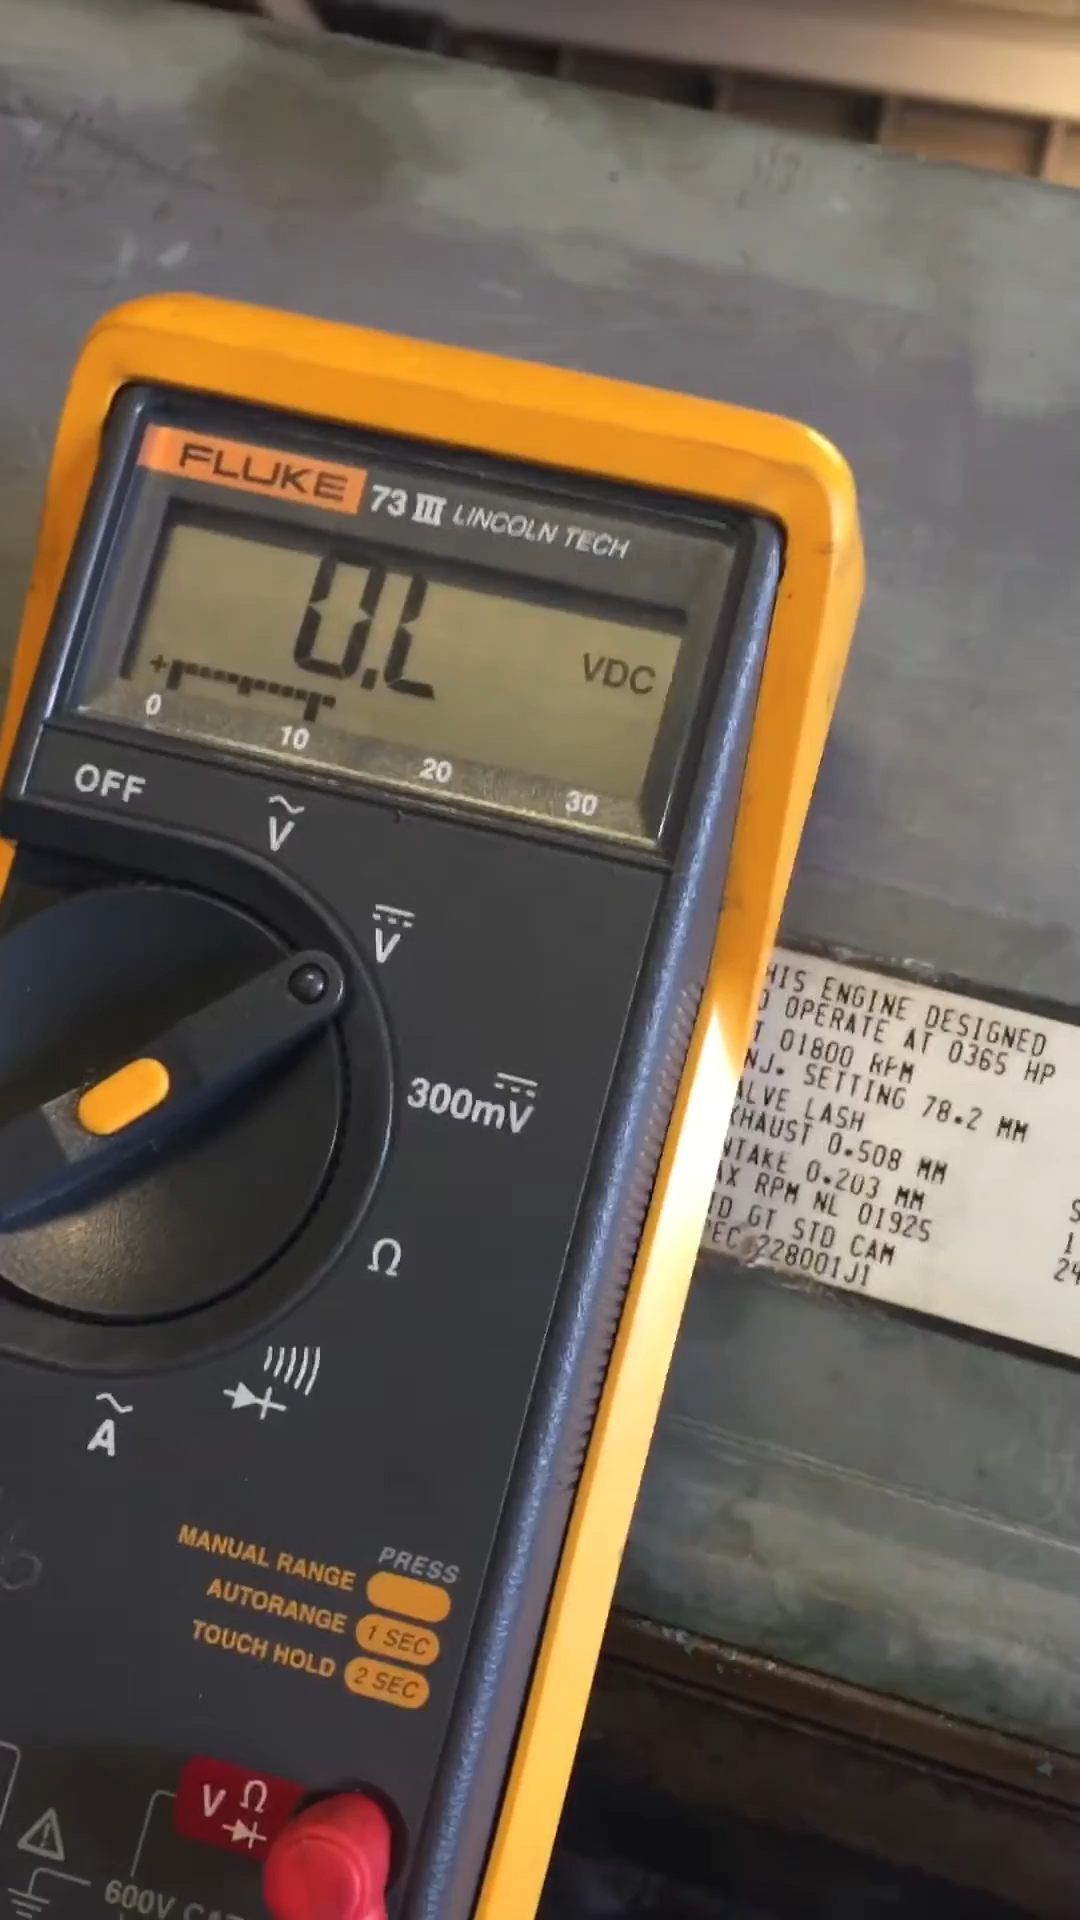 FLUKE 73 III LINCOLN TECH
0.L VDC
+
0 10 20 30
OFF
V
V
300mV
Ω
A
MANUAL RANGE PRESS
AUTORANGE 1 SEC
TOUCH HOLD 2 SEC
V Ω
600V
HIS ENGINE DESIGNED
O OPERATE AT 0365 HP
T 01800 RPM
NJ. SETTING 78.2 MM
ALVE LASH
XHAUST 0.508 MM
NTAKE 0.203 MM
AX RPM NL 01925
GT STD CAM
228001J1
24